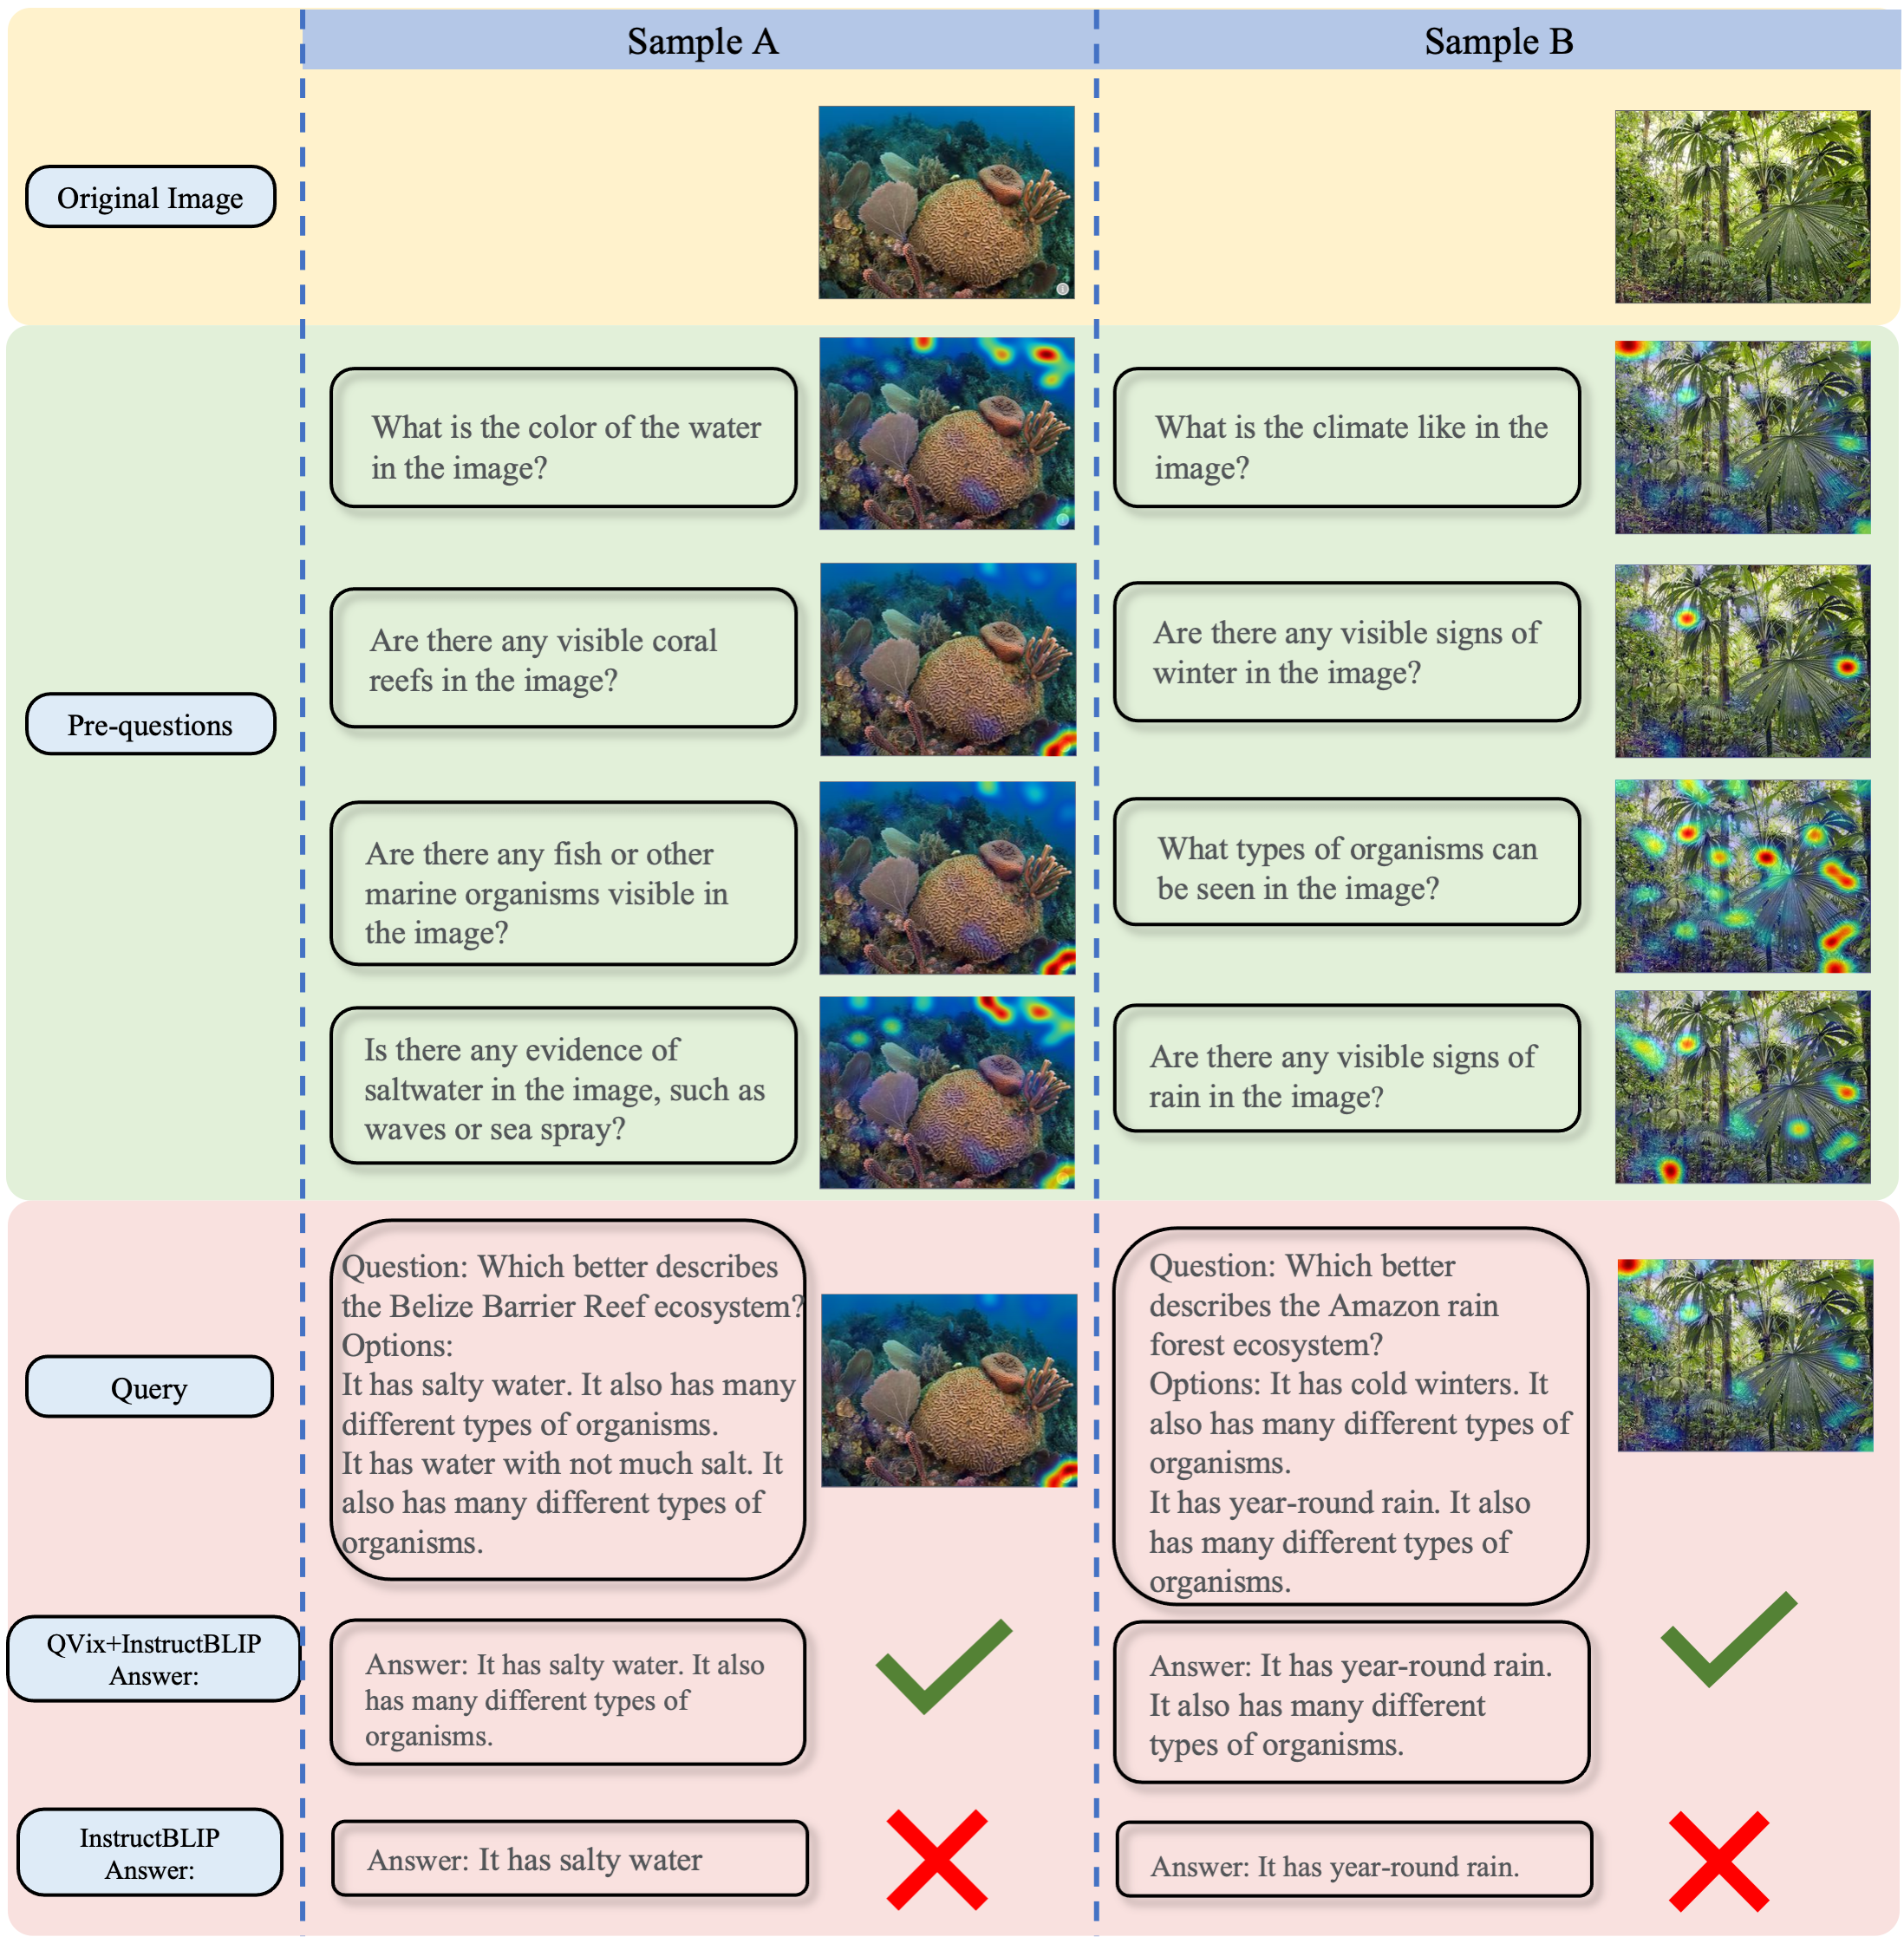 Sample A
Sample B
Original Image
Pre-questions
What is the color of the water
in the image?
What is the climate like in the
image?
Are there any visible coral
reefs in the image?
Are there any visible signs of
winter in the image?
Are there any fish or other
marine organisms visible in
the image?
What types of organisms can
be seen in the image?
Is there any evidence of
saltwater in the image, such as
waves or sea spray?
Are there any visible signs of
rain in the image?
Query
Question: Which better describes
the Belize Barrier Reef ecosystem?
Options:
It has salty water. It also has many
different types of organisms.
It has water with not much salt. It
also has many different types of
organisms.
Question: Which better
describes the Amazon rain
forest ecosystem?
Options: It has cold winters. It
also has many different types of
organisms.
It has year-round rain. It also
has many different types of
organisms.
QVix+InstructBLIP
Answer:
Answer: It has salty water. It also
has many different types of
organisms.
Answer: It has year-round rain.
It also has many different
types of organisms.
InstructBLIP
Answer:
Answer: It has salty water
Answer: It has year-round rain.